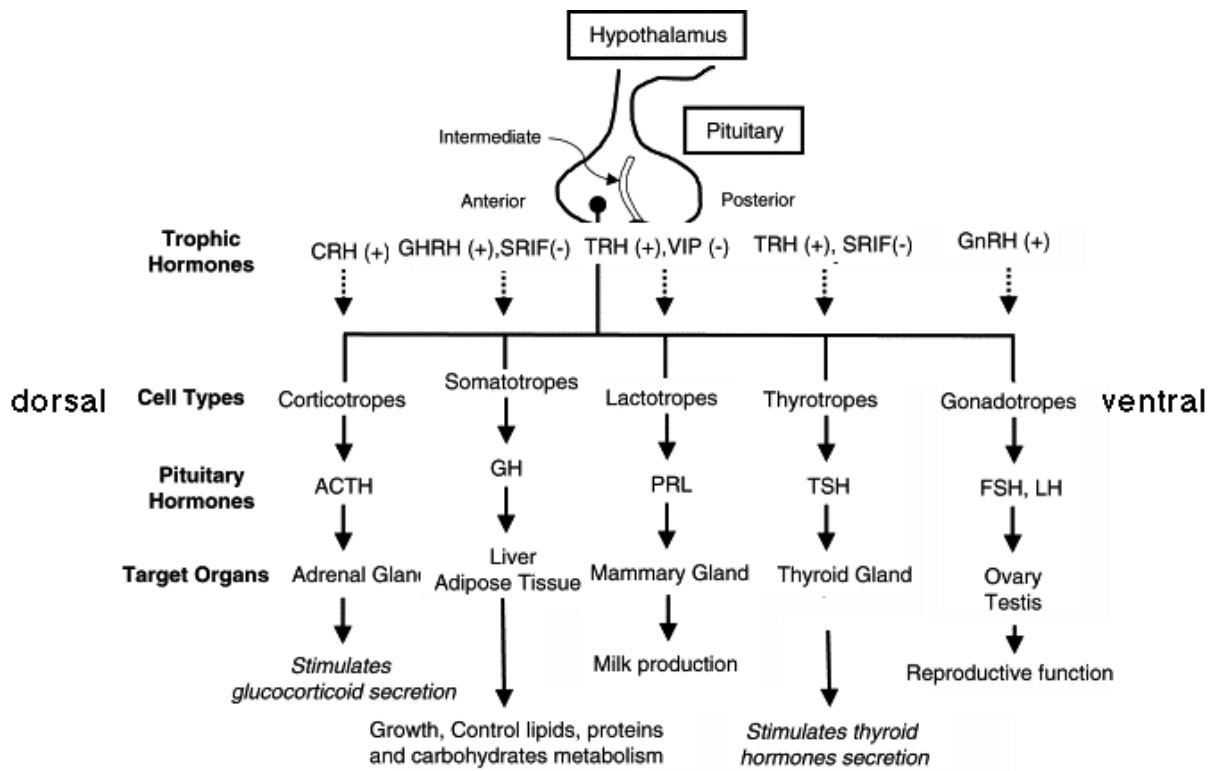 Hypothalamus
Pituitary
Intermediate
Anterior
Posterior
Trophic
Hormones
CRH (+)
GHRH (+),SRIF(-)
TRH (+),VIP (-)
TRH (+), SRIF(-)
GnRH (+)
dorsal
Cell Types
Corticotropes
Somatotropes
Lactotropes
Thyrotropes
Gonadotropes
ventral
Pituitary
Hormones
ACTH
GH
PRL
TSH
FSH, LH
Target Organs
Adrenal Gland
Liver
Adipose Tissue
Mammary Gland
Thyroid Gland
Ovary
Testis
Stimulates
glucocorticoid secretion
Growth, Control lipids, proteins
and carbohydrates metabolism
Milk production
Stimulates thyroid
hormones secretion
Reproductive function